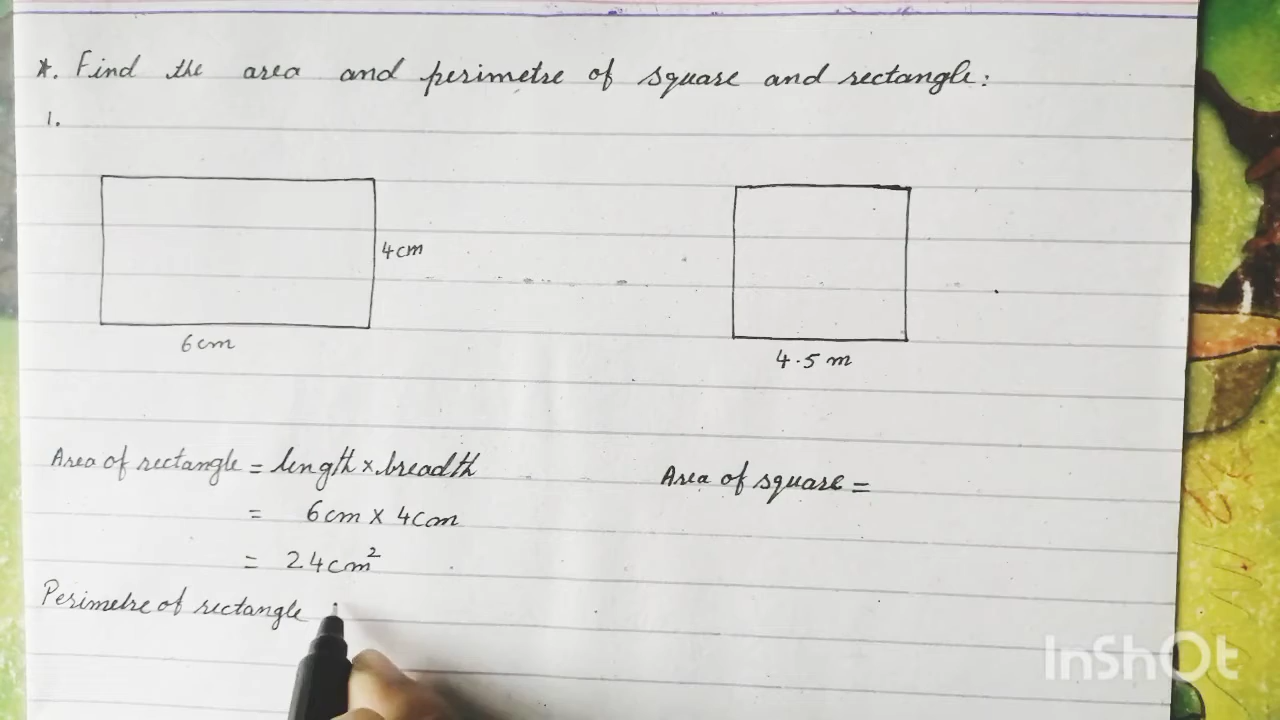 *. Find the area and perimetre of square and rectangle:
1.
4cm
6cm
4.5 m
Area of rectangle = length × breadth
= 6cm × 4cm
= 24cm²
Perimetre of rectangle
Area of square =
InShOt